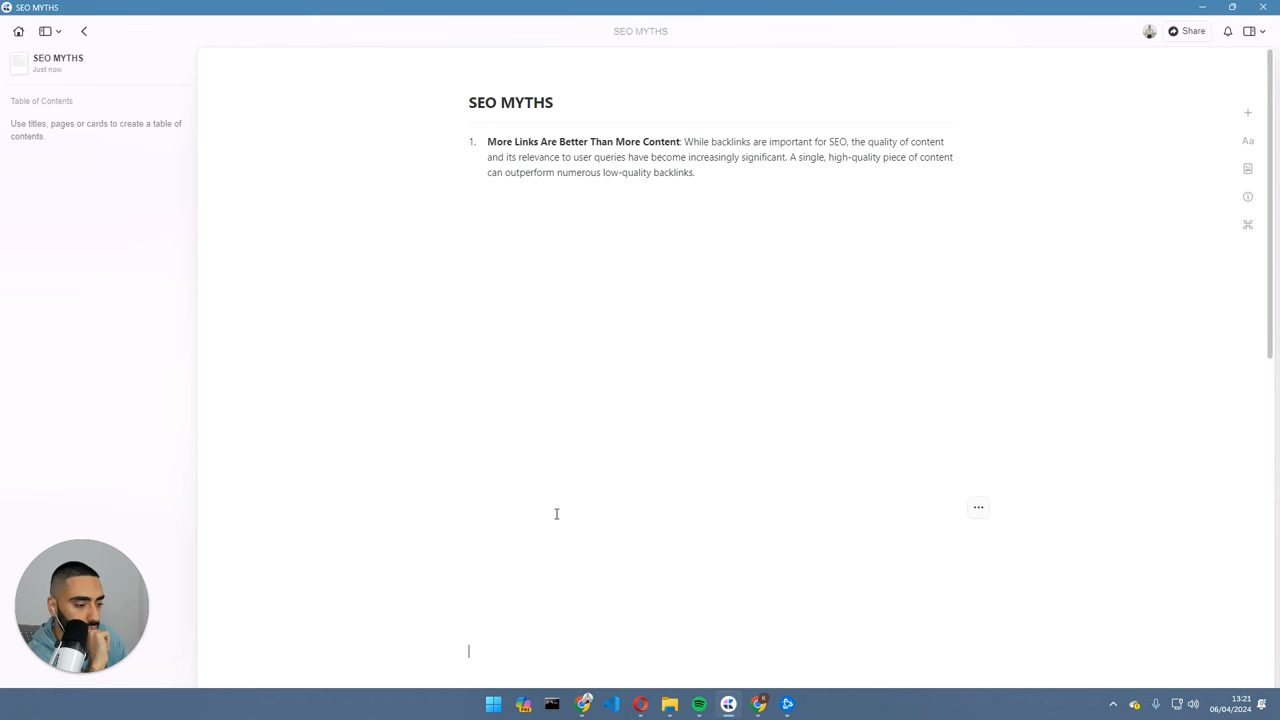 SEO MYTHS
SEO MYTHS
Share
SEO MYTHS
Just now
Table of Contents
Use titles, pages or cards to create a table of
contents.
SEO MYTHS
1. More Links Are Better Than More Content: While backlinks are important for SEO, the quality of content
and its relevance to user queries have become increasingly significant. A single, high-quality piece of content
can outperform numerous low-quality backlinks.
Aa
PRE
K
13:21
06/04/2024